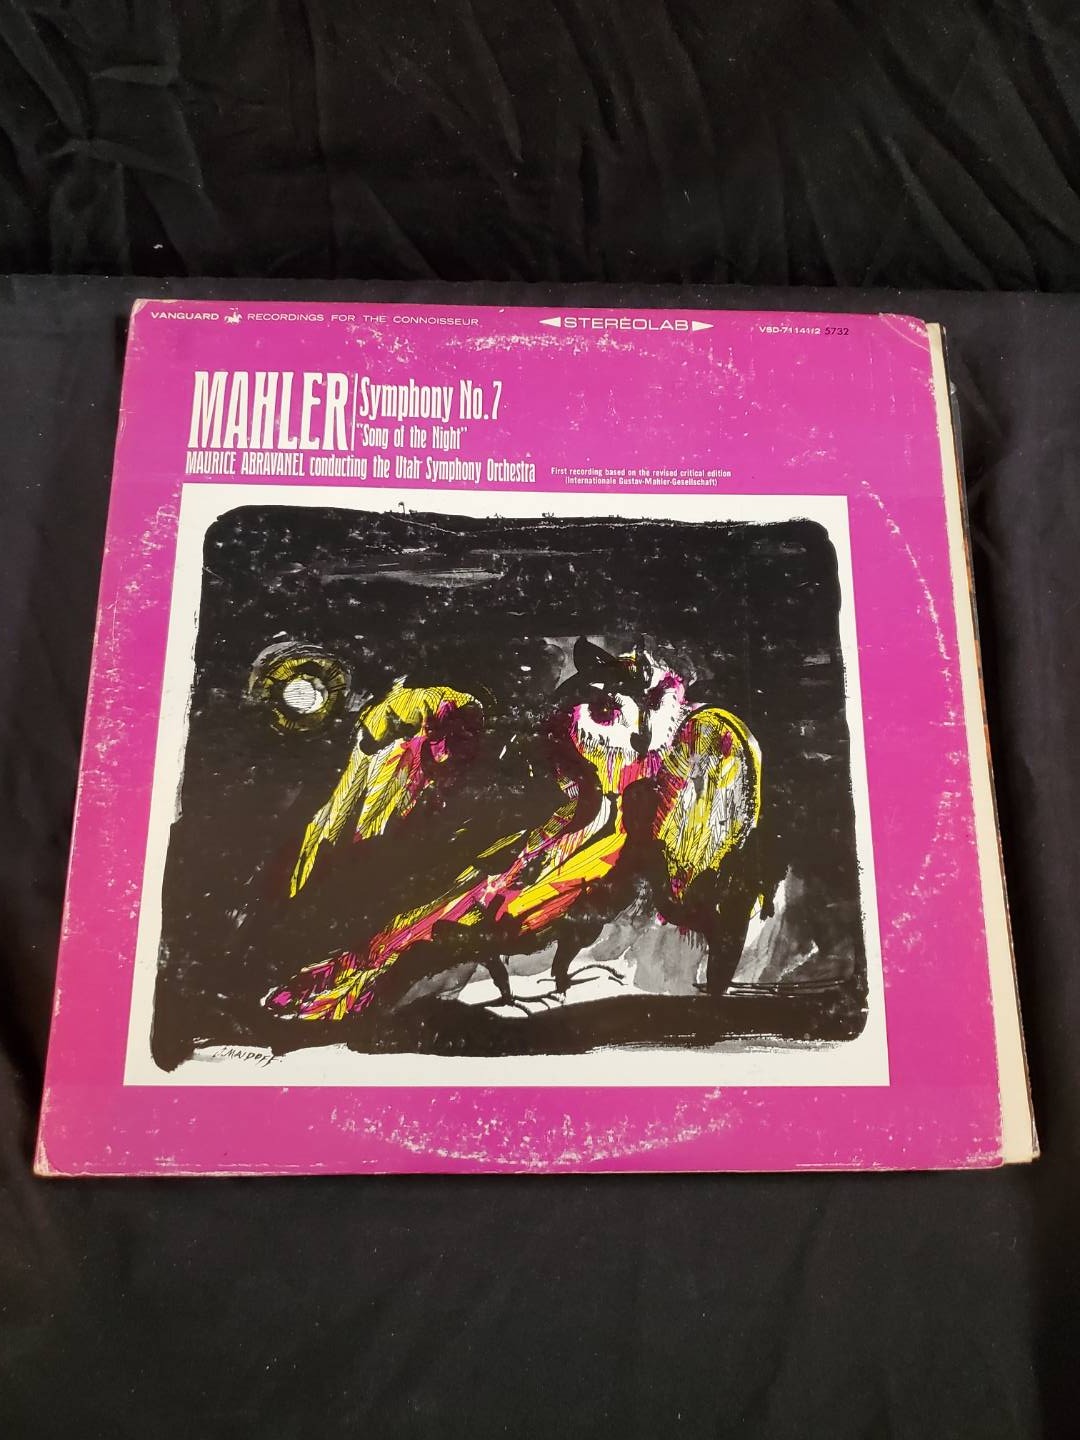 VANGUARD RECORDINGS FOR THE CONNOISSEUR
STEREOLAB
VSD-71141/2 5732
MAHLER
Symphony No. 7
"Song of the Night"
MAURICE ABRAVANEL conducting the Utah Symphony Orchestra
First recording based on the revised critical edition
(Internationale Gustav-Mahler-Gesellschaft)